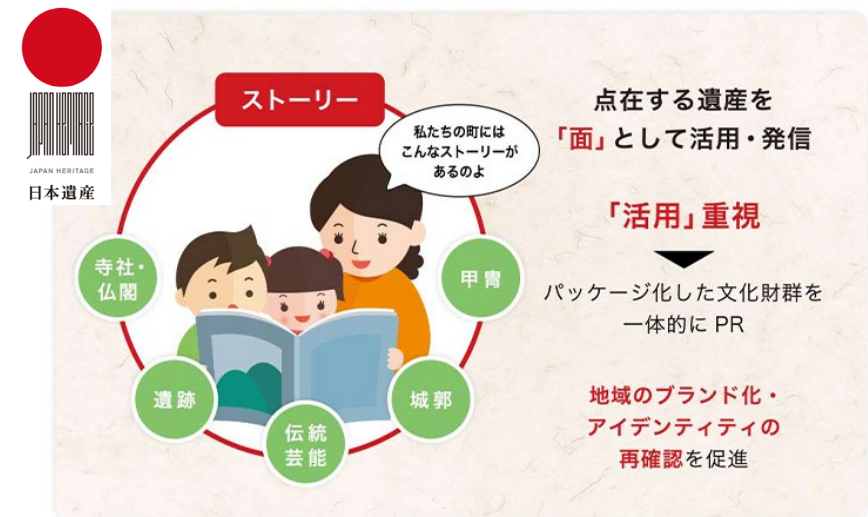 JAPAN HERITAGE
JAPAN HERITAGE
日本遺産
ストーリー
私たちの町には
こんなストーリーが
あるのよ
寺社・
仏閣
甲冑
遺跡
城郭
伝統
芸能
点在する遺産を
「面」として活用・発信
「活用」重視
パッケージ化した文化財群を
一体的に PR
地域のブランド化・
アイデンティティの
再確認を促進